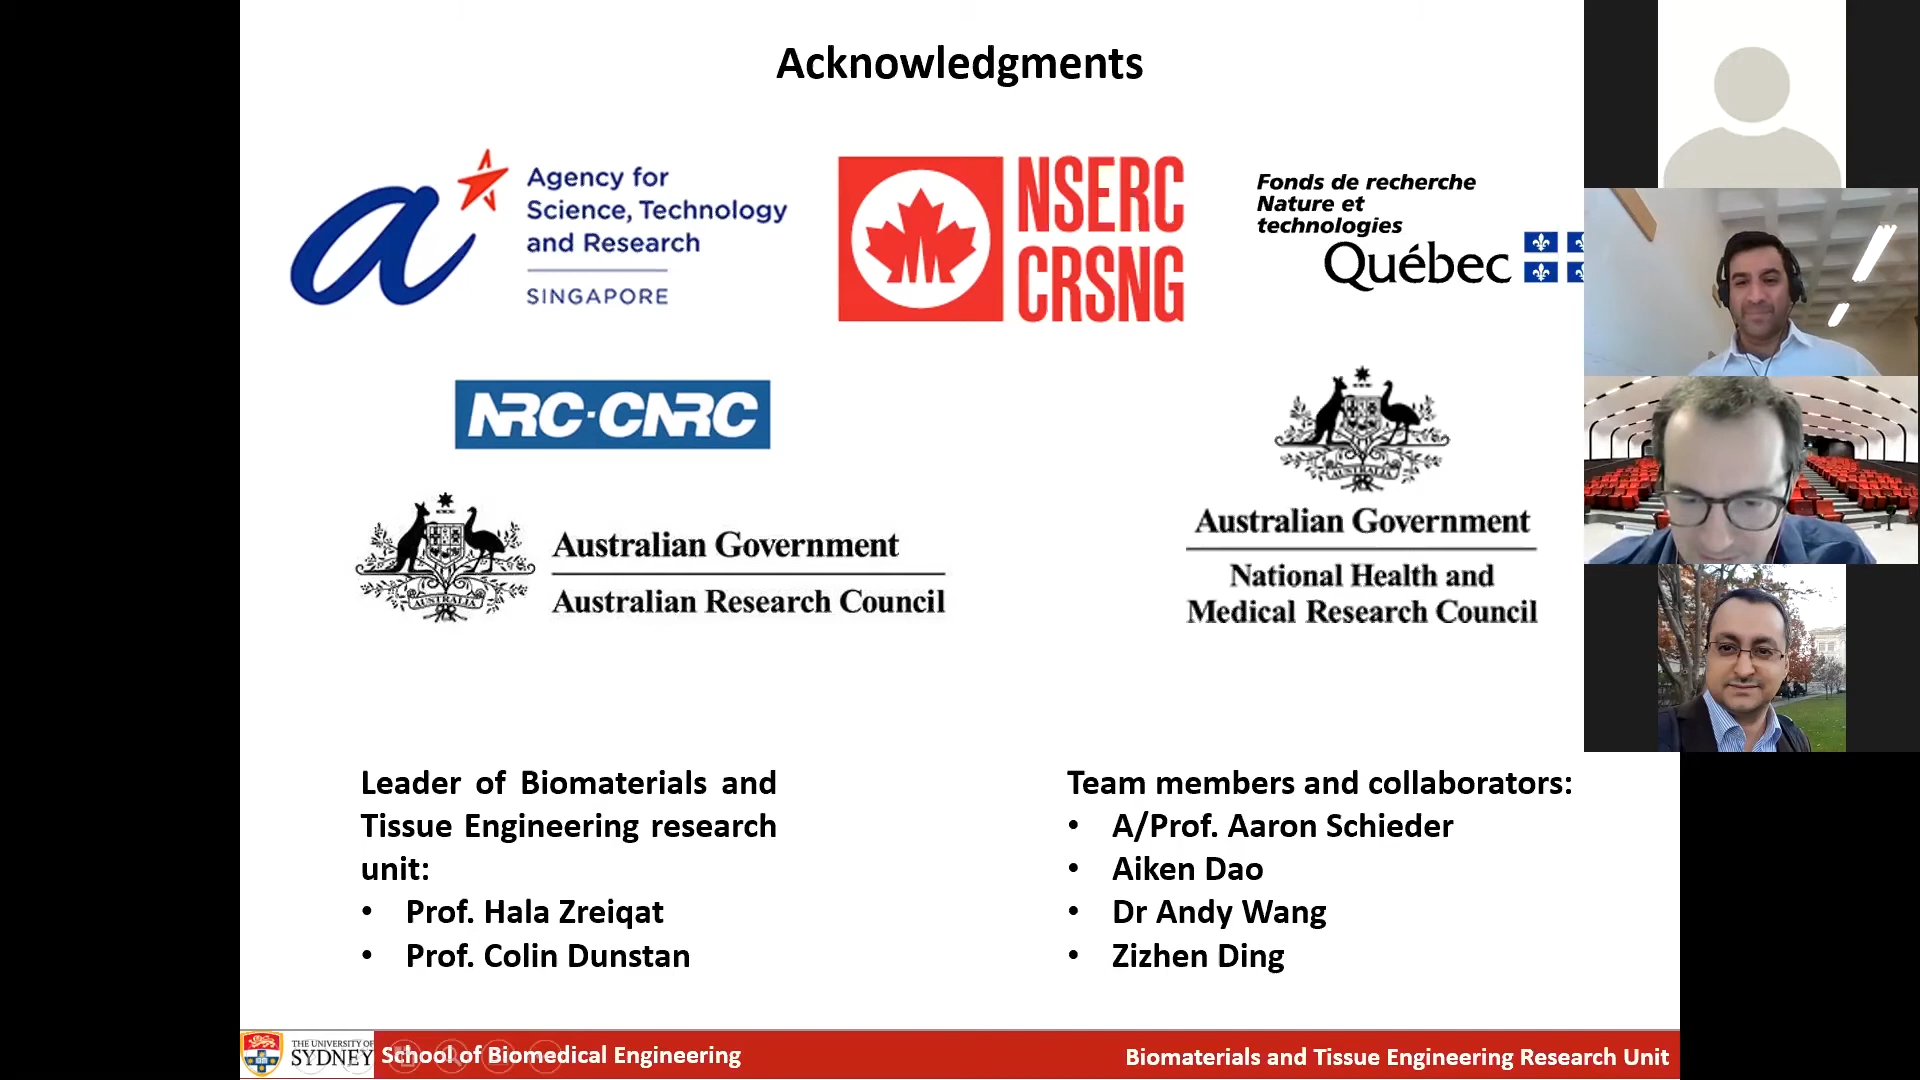 Acknowledgments
Agency for
Science, Technology
and Research
SINGAPORE
NSERC
CRSNG
Fonds de recherche
Nature et
technologies
Québec
NRC-CNRC
AUSTRALIA
Australian Government
Australian Research Council
AUSTRALIA
Australian Government
National Health and
Medical Research Council
Leader of Biomaterials and
Tissue Engineering research
unit:
• Prof. Hala Zreiqat
• Prof. Colin Dunstan
Team members and collaborators:
• A/Prof. Aaron Schieder
• Aiken Dao
• Dr Andy Wang
• Zizhen Ding
THE UNIVERSITY OF
SYDNEY
School of Biomedical Engineering
Biomaterials and Tissue Engineering Research Unit